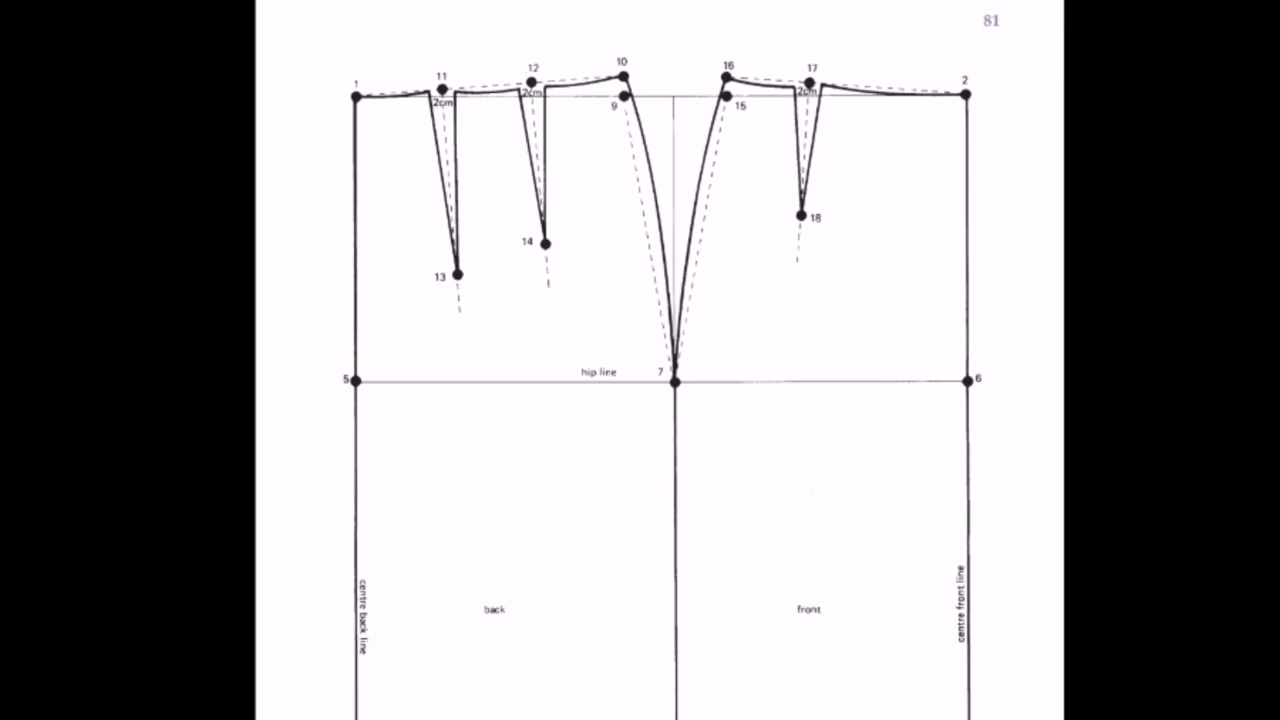 81
1
11
12
10
16
17
2
2cm
2cm
2cm
9
15
18
14
13
hip line
5
7
6
centre back line
back
front
centre front line